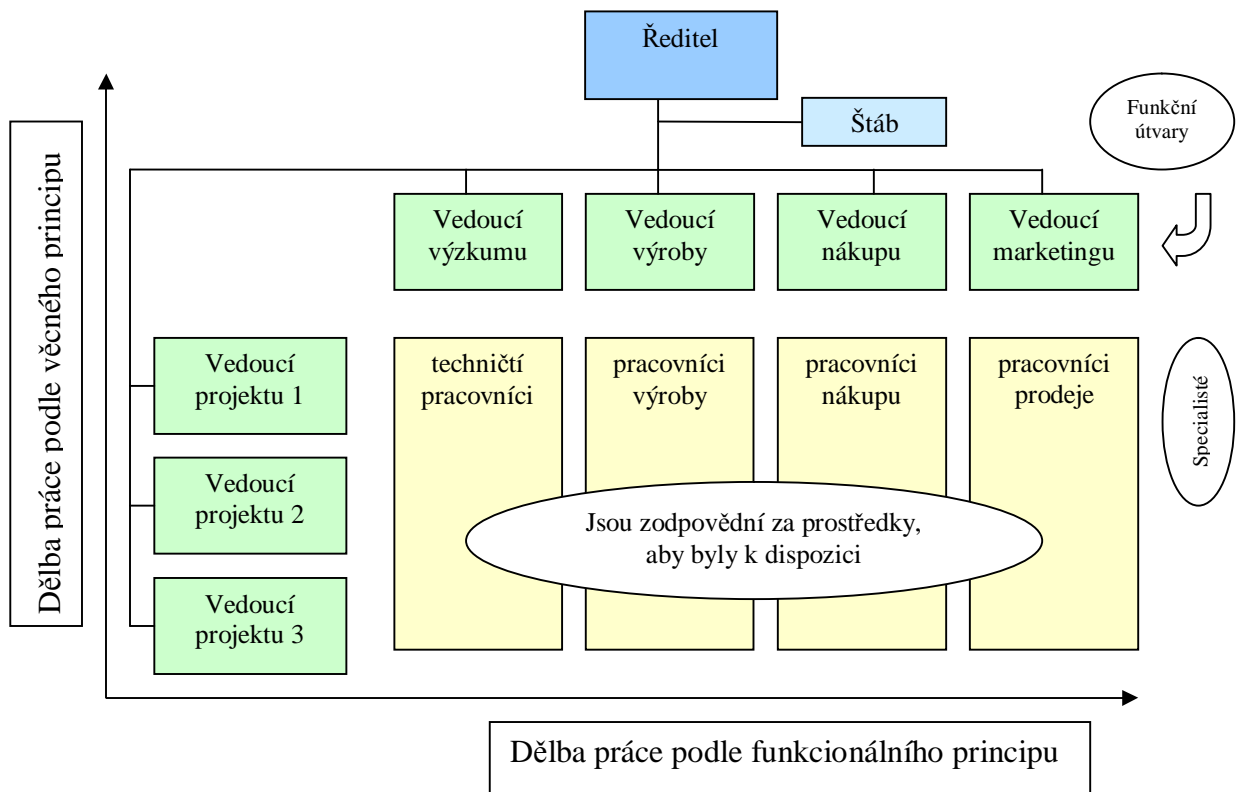 Ředitel
Štáb
Funkční
útvary
Dělba práce podle věcného principu
Vedoucí
výzkumu
Vedoucí
výroby
Vedoucí
nákupu
Vedoucí
marketingu
Vedoucí
projektu 1
techničtí
pracovníci
pracovníci
výroby
pracovníci
nákupu
pracovníci
prodeje
Specialisté
Vedoucí
projektu 2
Jsou zodpovědní za prostředky,
aby byly k dispozici
Vedoucí
projektu 3
Dělba práce podle funkcionálního principu